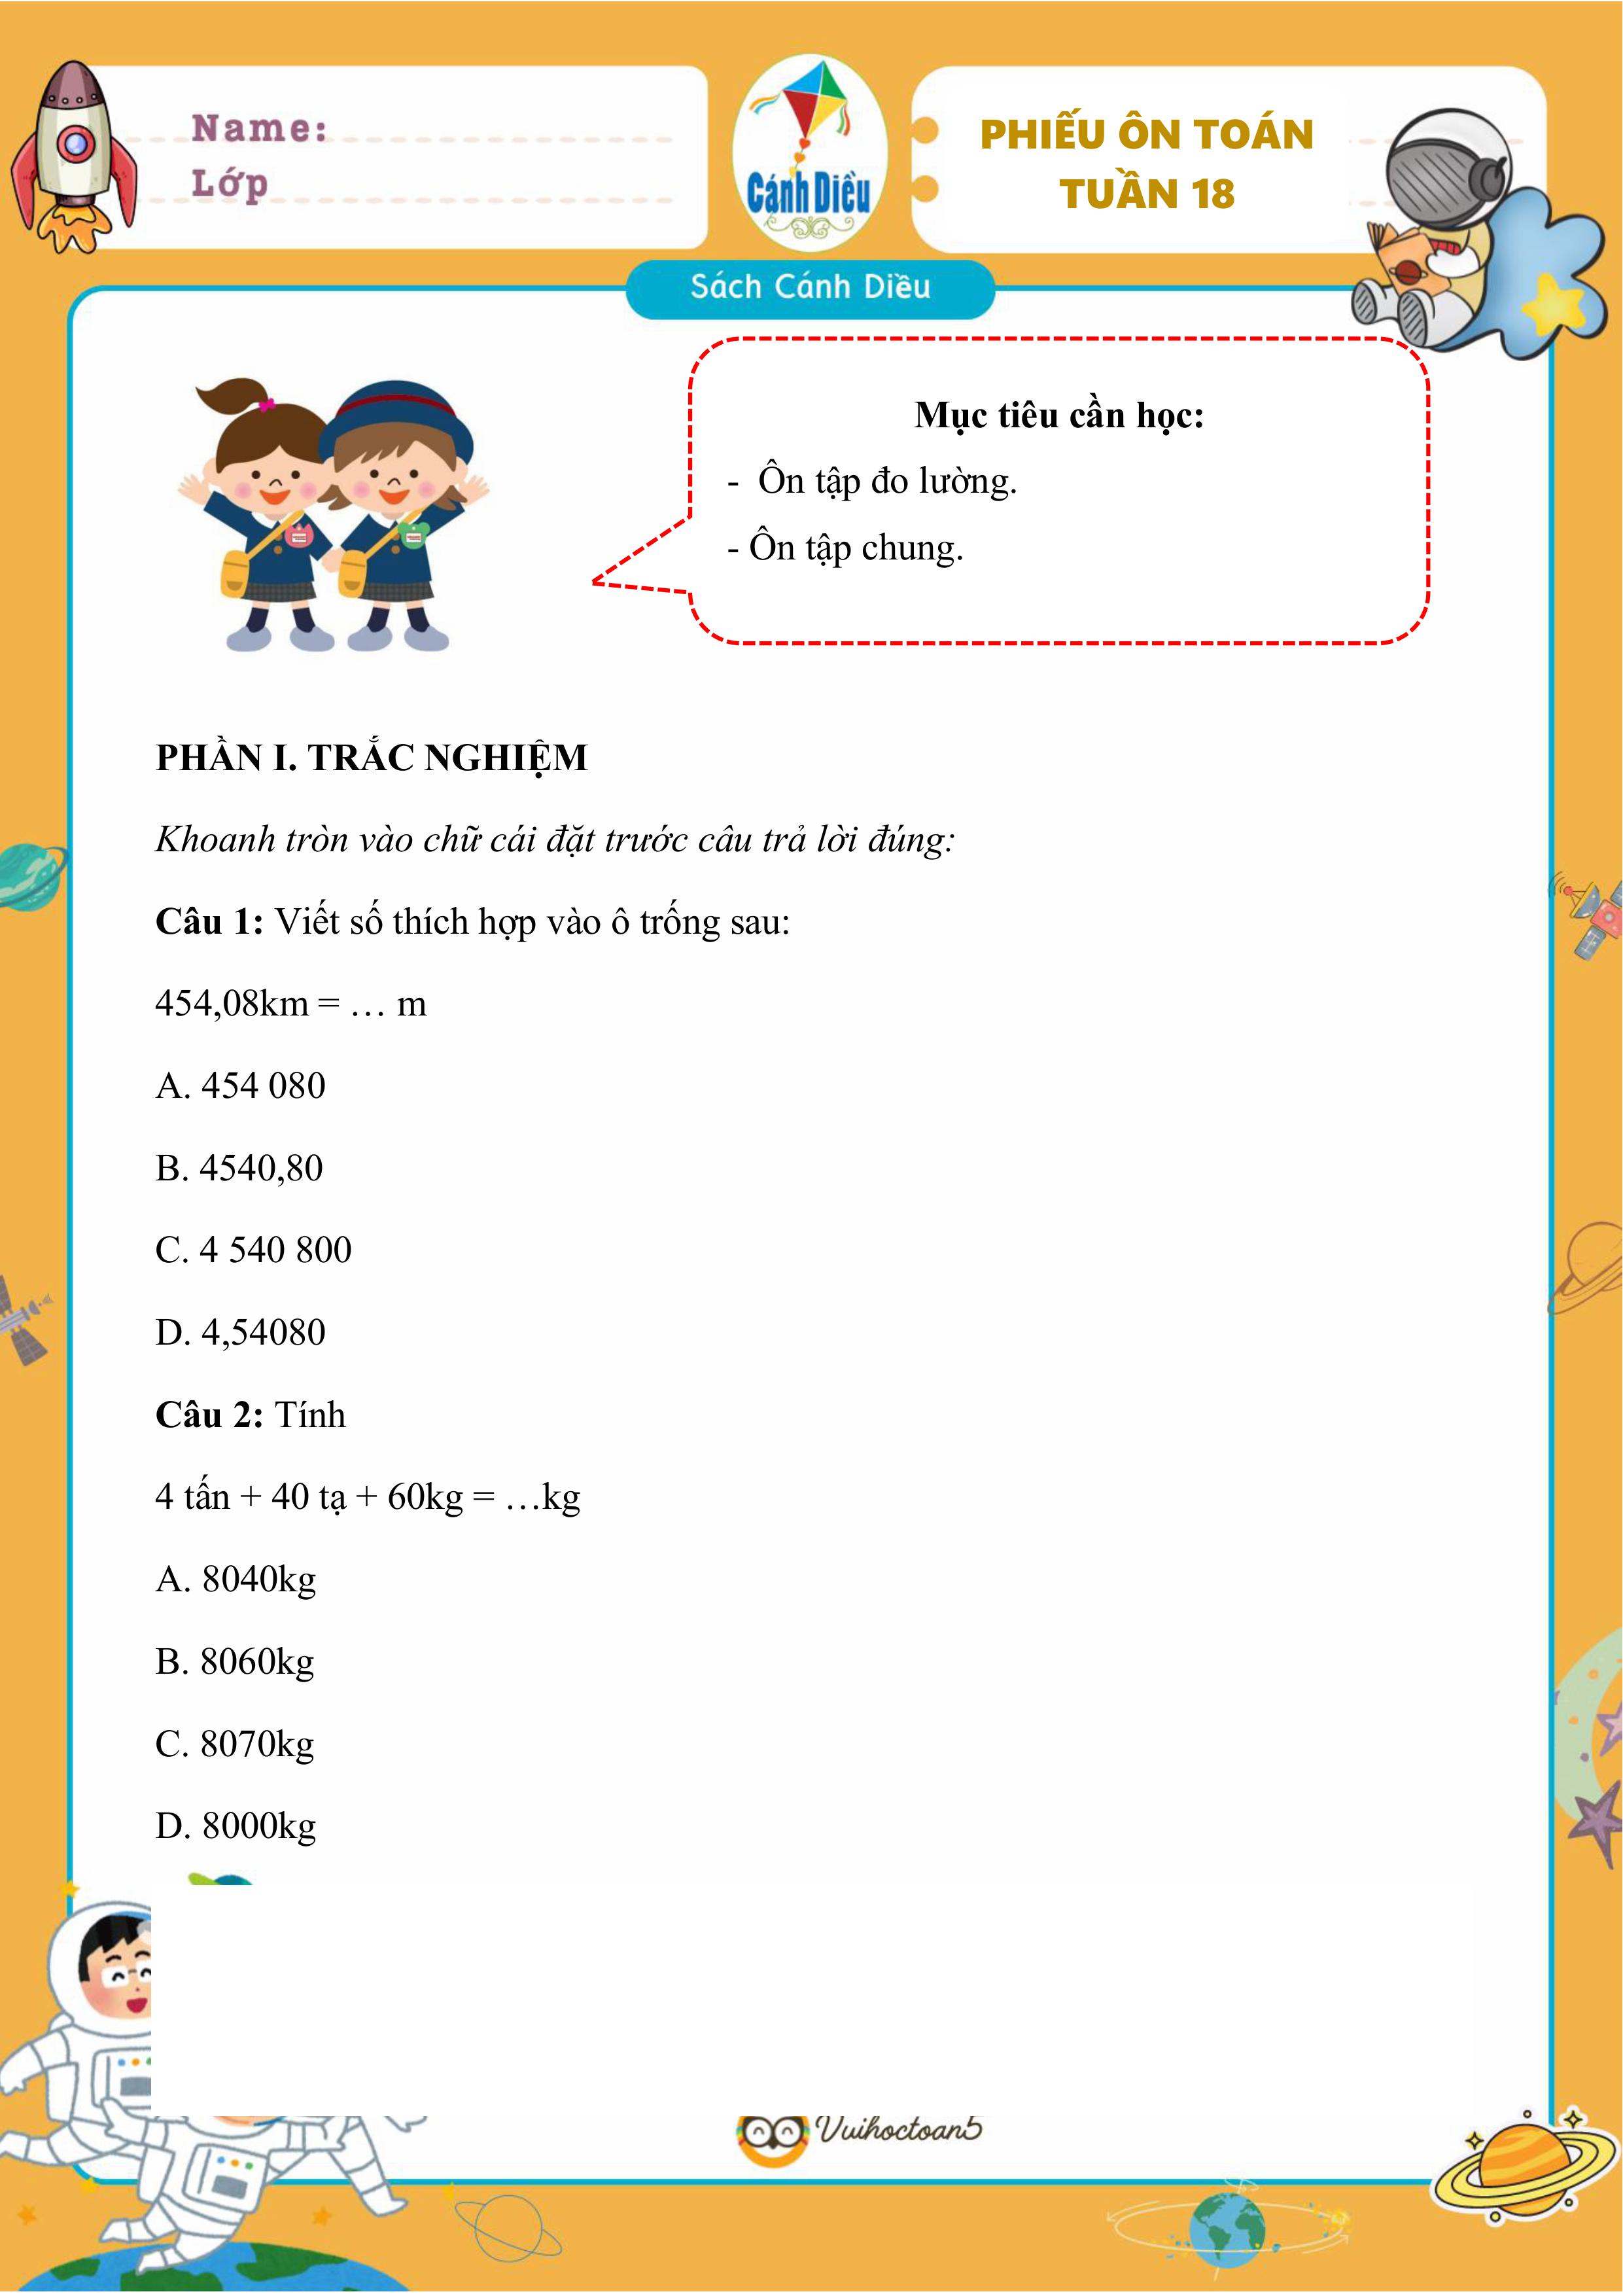 Name:
Lớp
Cánh Diều
PHIẾU ÔN TOÁN
TUẦN 18
Sách Cánh Diều
Mục tiêu cần học:
- Ôn tập đo lường.
- Ôn tập chung.
PHẦN I. TRẮC NGHIỆM
Khoanh tròn vào chữ cái đặt trước câu trả lời đúng:
Câu 1: Viết số thích hợp vào ô trống sau:
454,08km = … m
A. 454 080
B. 4540,80
C. 4 540 800
D. 4,54080
Câu 2: Tính
4 tấn + 40 tạ + 60kg = …kg
A. 8040kg
B. 8060kg
C. 8070kg
D. 8000kg
Vuihoctoan5